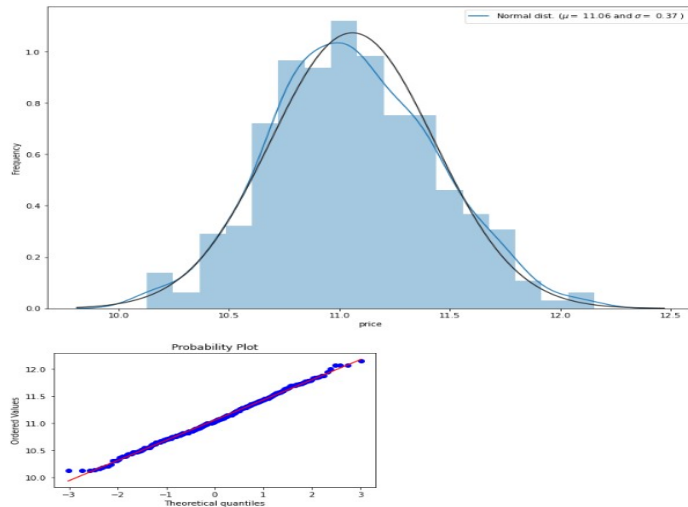 Normal dist. (μ = 11.06 and σ = 0.37 )
Frequency
1.0
0.8
0.6
0.4
0.2
0.0
10.0 10.5 11.0 11.5 12.0 12.5
price
Probability Plot
Ordered Values
12.0
11.5
11.0
10.5
10.0
−3 −2 −1 0 1 2 3
Theoretical quantiles